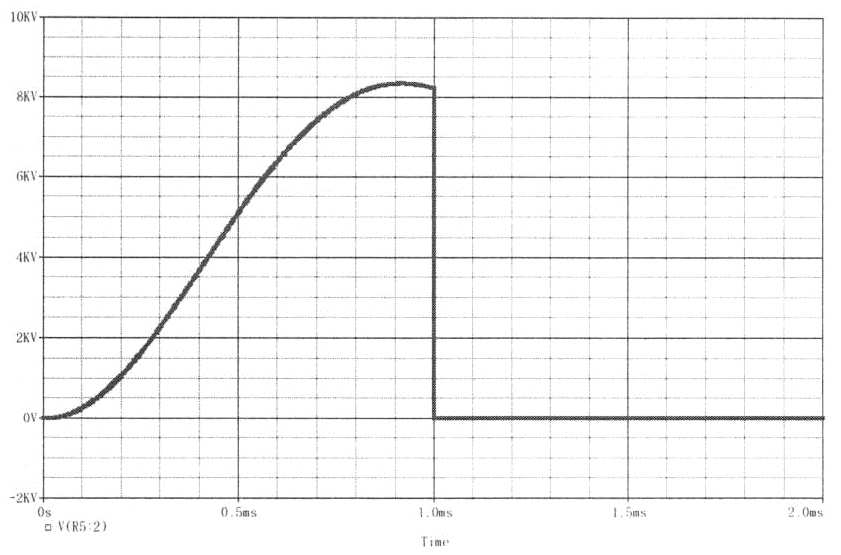 10KV
8KV
6KV
4KV
2KV
0V
-2KV
0s 0.5ms 1.0ms 1.5ms 2.0ms
V(R5:2)
Time